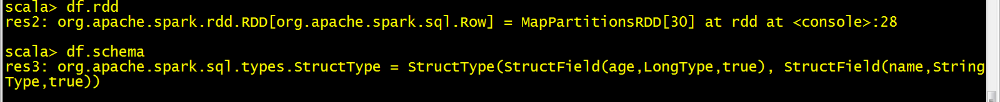 scala> df.rdd
res2: org.apache.spark.rdd.RDD[org.apache.spark.sql.Row] = MapPartitionsRDD[30] at rdd at <console>:28
scala> df.schema
res3: org.apache.spark.sql.types.StructType = StructType(StructField(age,LongType,true), StructField(name,String
Type,true))